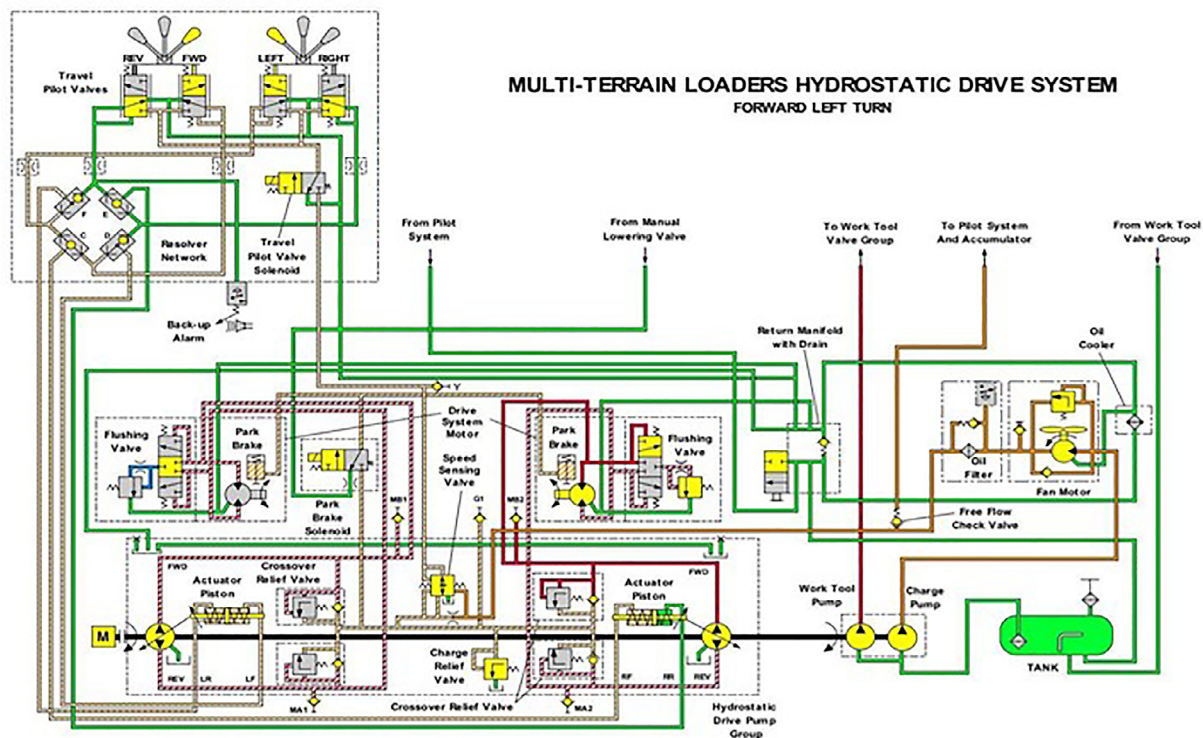 MULTI-TERRAIN LOADERS HYDROSTATIC DRIVE SYSTEM
FORWARD LEFT TURN
REV
FWD
LEFT
RIGHT
Travel
Pilot Valves
F
E
C
D
Resolver
Network
Travel
Pilot Valve
Solenoid
Back-up
Alarm
From Pilot
System
From Manual
Lowering Valve
To Work Tool
Valve Group
To Pilot System
And Accumulator
From Work Tool
Valve Group
Return Manifold
with Drain
Oil
Cooler
Y
Flushing
Valve
Park
Brake
Drive
System
Motor
Speed
Sensing
Valve
Park
Brake
Flushing
Valve
Oil
Filter
Fan Motor
Park
Brake
Solenoid
MB1
G1
MB2
Free Flow
Check Valve
FWD
Actuator
Piston
Crossover
Relief Valve
Actuator
Piston
FWD
Work Tool
Pump
Charge
Pump
M
REV
LR
LF
Charge
Relief
Valve
RF
RR
REV
TANK
MA1
Crossover Relief Valve
MA2
Hydrostatic
Drive Pump
Group